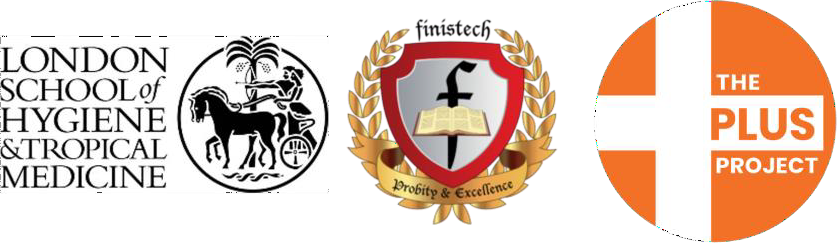 LONDON
SCHOOL of
HYGIENE
& TROPICAL
MEDICINE
finistech
f
Probity & Excellence
THE
PLUS
PROJECT